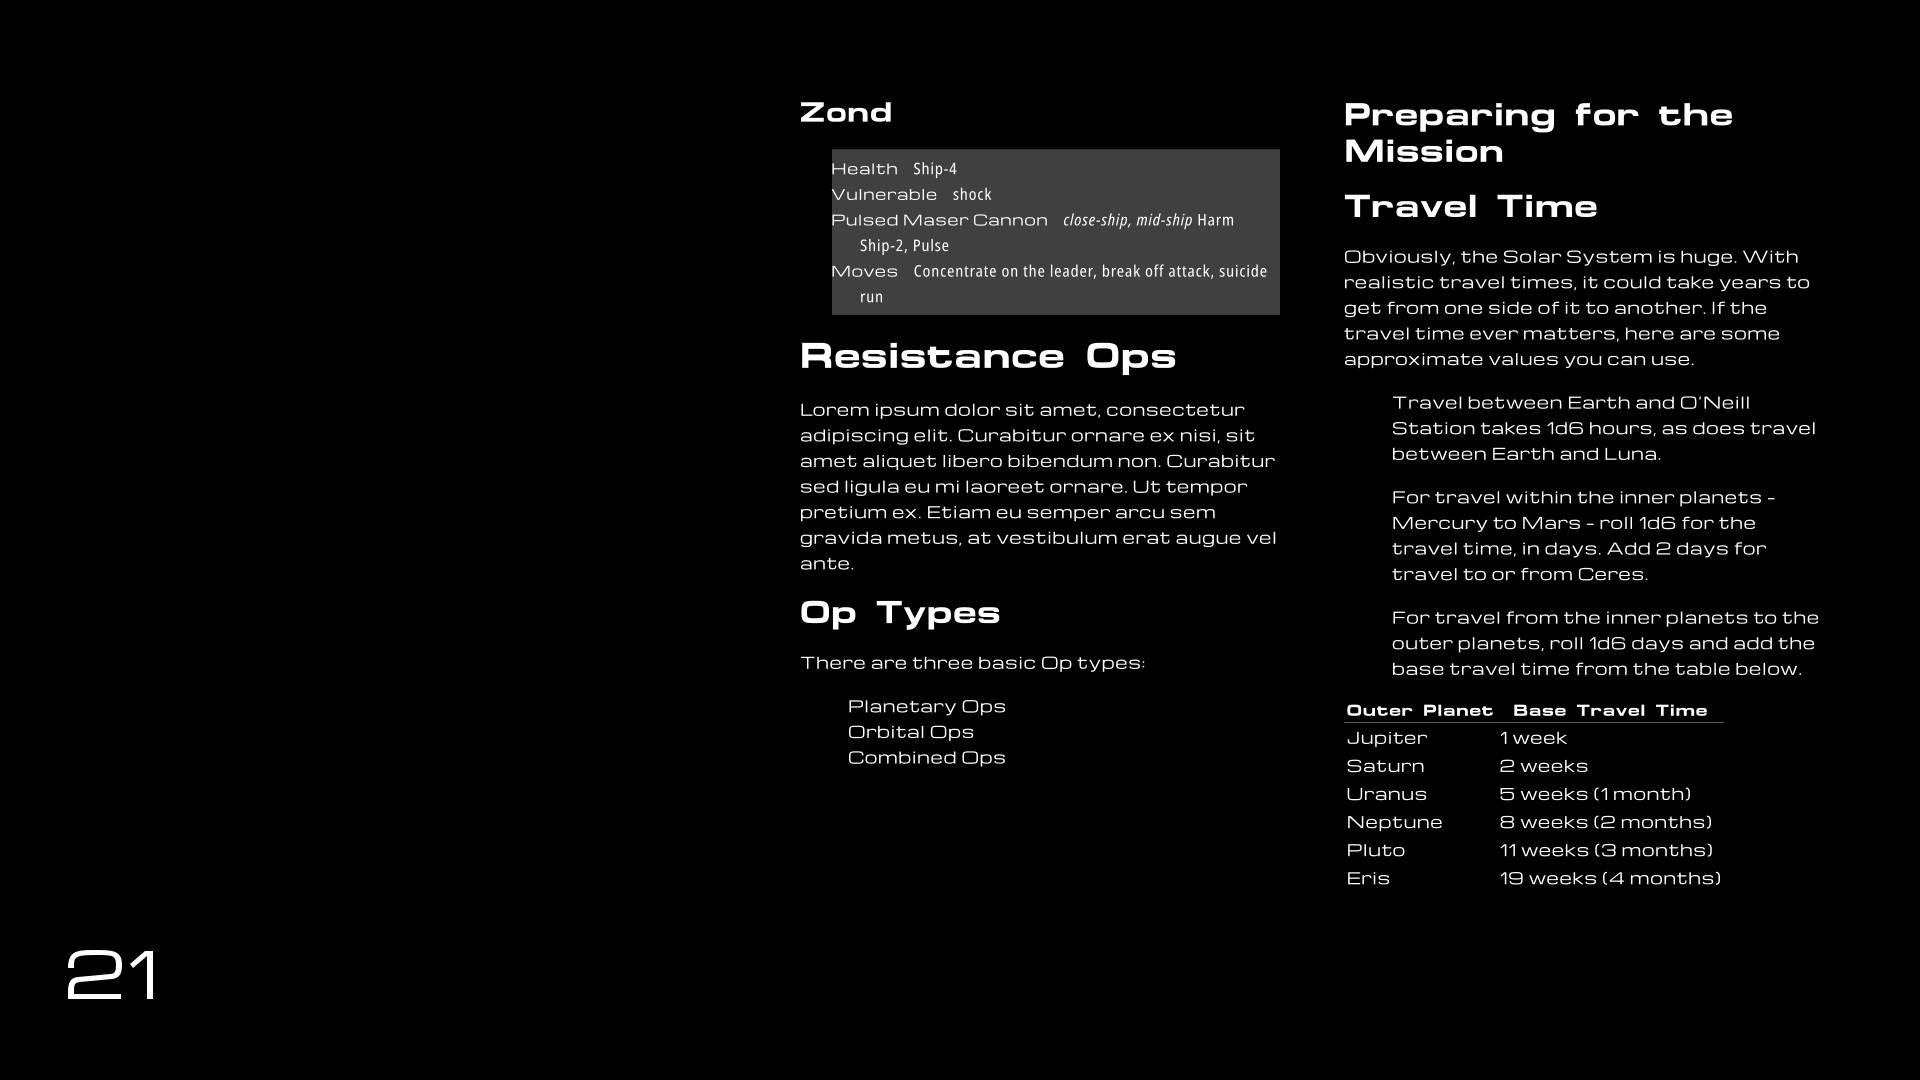 Zond
Health Ship-4
Vulnerable shock
Pulsed Maser Cannon close-ship, mid-ship Harm
Ship-2, Pulse
Moves Concentrate on the leader, break off attack, suicide
run
Resistance Ops
Lorem ipsum dolor sit amet, consectetur
adipiscing elit. Curabitur ornare ex nisi, sit
amet aliquet libero bibendum non. Curabitur
sed ligula eu mi laoreet ornare. Ut tempor
pretium ex. Etiam eu semper arcu sem
gravida metus, at vestibulum erat augue vel
ante.
Op Types
There are three basic Op types:
Planetary Ops
Orbital Ops
Combined Ops
Preparing for the
Mission
Travel Time
Obviously, the Solar System is huge. With
realistic travel times, it could take years to
get from one side of it to another. If the
travel time ever matters, here are some
approximate values you can use.
Travel between Earth and O’Neill
Station takes 1d6 hours, as does travel
between Earth and Luna.
For travel within the inner planets -
Mercury to Mars - roll 1d6 for the
travel time, in days. Add 2 days for
travel to or from Ceres.
For travel from the inner planets to the
outer planets, roll 1d6 days and add the
base travel time from the table below.
Outer Planet Base Travel Time
Jupiter 1 week
Saturn 2 weeks
Uranus 5 weeks (1 month)
Neptune 8 weeks (2 months)
Pluto 11 weeks (3 months)
Eris 19 weeks (4 months)
21